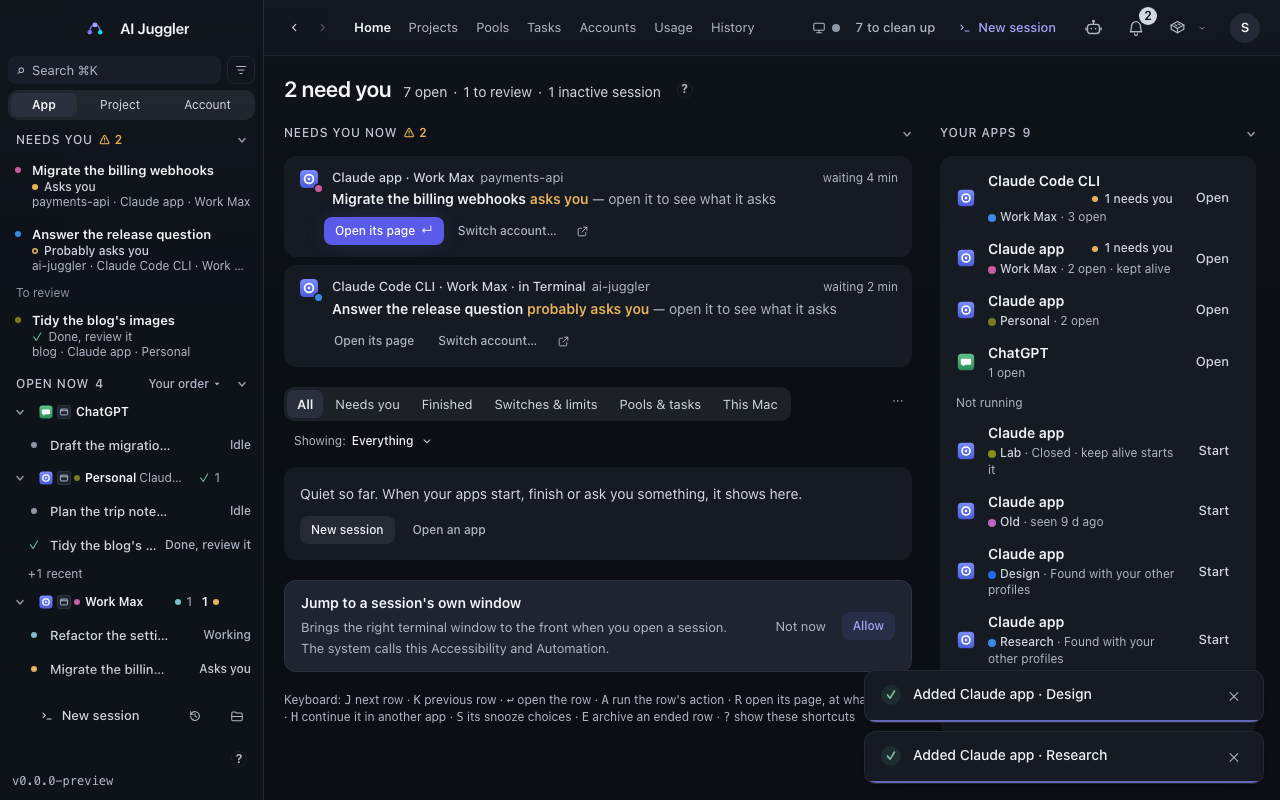 AI Juggler
Search ⌘K
App Project Account
NEEDS YOU 2
Migrate the billing webhooks
Asks you
payments-api · Claude app · Work Max
Answer the release question
Probably asks you
ai-juggler · Claude Code CLI · Work ...
To review
Tidy the blog's images
Done, review it
blog · Claude app · Personal
OPEN NOW 4 Your order
ChatGPT
Draft the migratio... Idle
Personal Claud... 1
Plan the trip note... Idle
Tidy the blog's ... Done, review it
+1 recent
Work Max 1 1
Refactor the setti... Working
Migrate the billin... Asks you
New session
?
v0.0.0-preview
Home Projects Pools Tasks Accounts Usage History
7 to clean up New session 2 S
2 need you 7 open · 1 to review · 1 inactive session ?
NEEDS YOU NOW 2
Claude app · Work Max payments-api waiting 4 min
Migrate the billing webhooks asks you — open it to see what it asks
Open its page ↵ Switch account...
Claude Code CLI · Work Max · in Terminal ai-juggler waiting 2 min
Answer the release question probably asks you — open it to see what it asks
Open its page Switch account...
All Needs you Finished Switches & limits Pools & tasks This Mac ...
Showing: Everything
Quiet so far. When your apps start, finish or ask you something, it shows here.
New session Open an app
Jump to a session's own window
Brings the right terminal window to the front when you open a session.
The system calls this Accessibility and Automation.
Not now Allow
Keyboard: J next row · K previous row · ↩ open the row · A run the row's action · R open its page, at wha
· H continue it in another app · S its snooze choices · E archive an ended row · ? show these shortcuts
YOUR APPS 9
Claude Code CLI
1 needs you
Work Max · 3 open
Open
Claude app 1 needs you
Work Max · 2 open · kept alive
Open
Claude app
Personal · 2 open
Open
ChatGPT
1 open
Open
Not running
Claude app
Lab · Closed · keep alive starts
it
Start
Claude app
Old · seen 9 d ago
Start
Claude app
Design · Found with your other
profiles
Start
Claude app
Research · Found with your
other profiles
Start
Added Claude app · Design
Added Claude app · Research